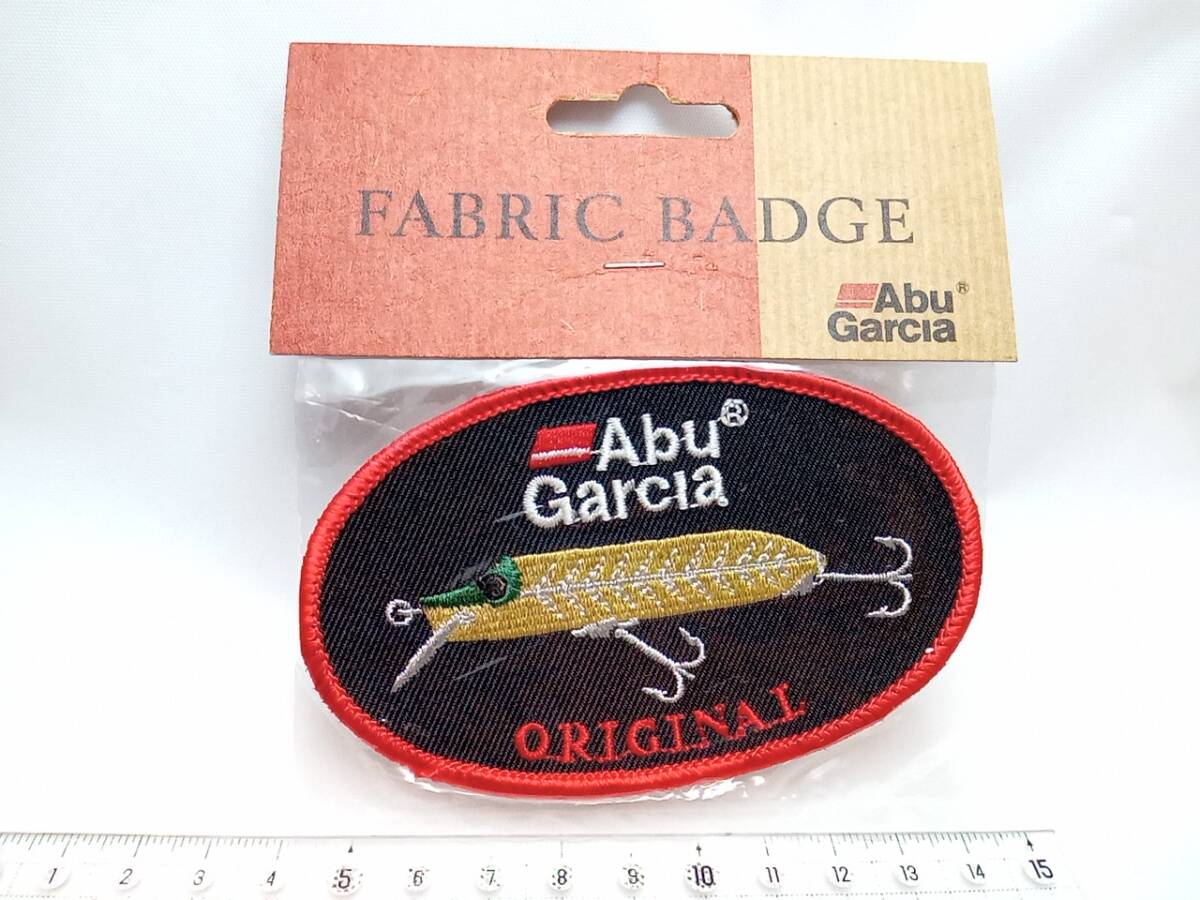 FABRIC BADGE
Abu®
Garcia
Abu®
Garcia
ORIGINAL
1 2 3 4 5 6 7 8 9 10 11 12 13 14 15